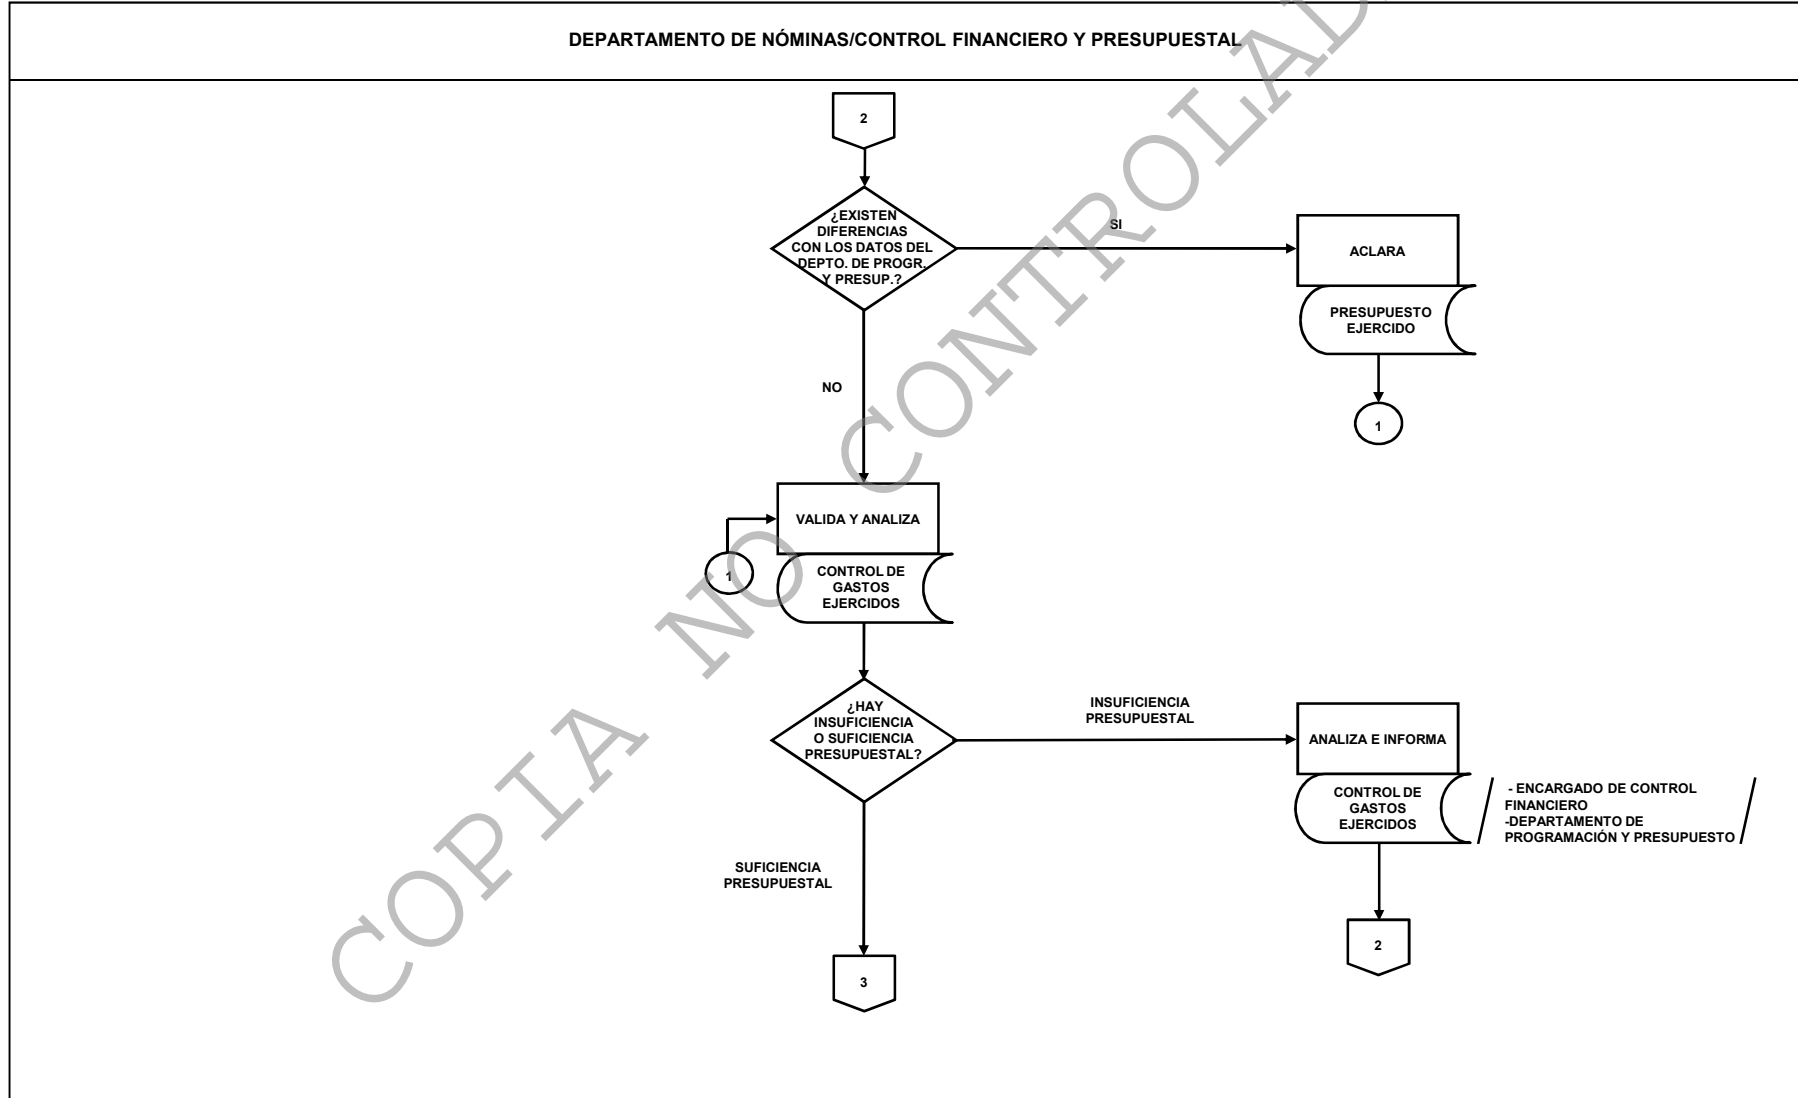 DEPARTAMENTO DE NÓMINAS/CONTROL FINANCIERO Y PRESUPUESTAL
2
¿EXISTEN
DIFERENCIAS
CON LOS DATOS DEL
DEPTO. DE PROGR.
Y PRESUP.?
SI
ACLARA
PRESUPUESTO
EJERCIDO
1
NO
VALIDA Y ANALIZA
1
CONTROL DE
GASTOS
EJERCIDOS
¿HAY
INSUFICIENCIA
O SUFICIENCIA
PRESUPUESTAL?
INSUFICIENCIA
PRESUPUESTAL
ANALIZA E INFORMA
CONTROL DE
GASTOS
EJERCIDOS
- ENCARGADO DE CONTROL
FINANCIERO
-DEPARTAMENTO DE
PROGRAMACIÓN Y PRESUPUESTO
SUFICIENCIA
PRESUPUESTAL
2
3
COPIA NO CONTROLAD